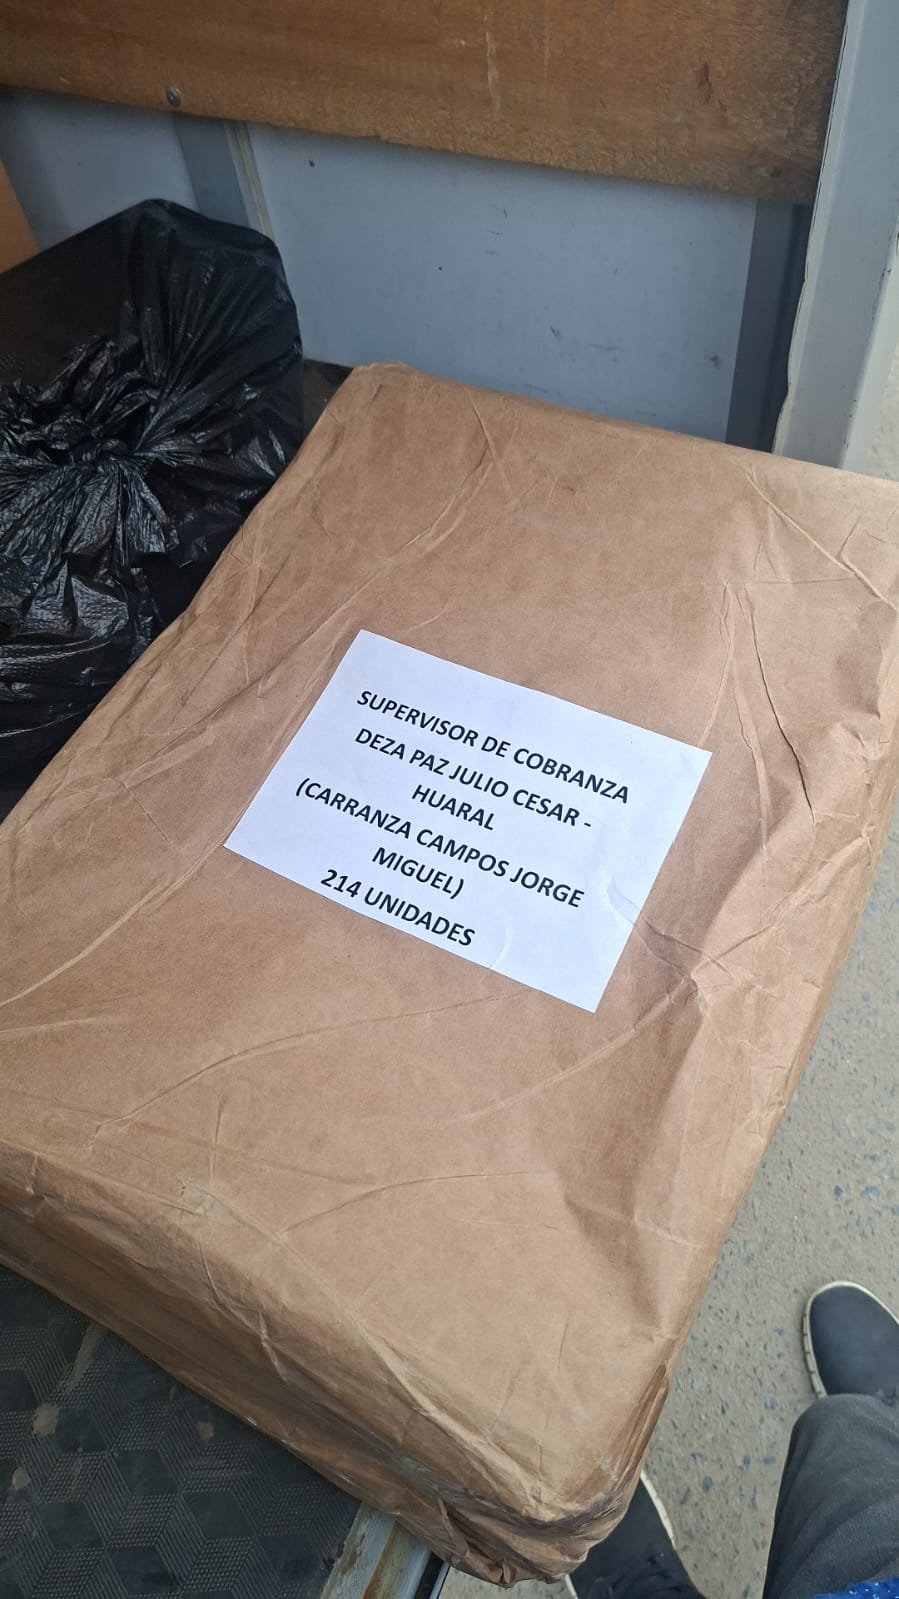 SUPERVISOR DE COBRANZA
DEZA PAZ JULIO CESAR -
HUARAL
(CARRANZA CAMPOS JORGE
MIGUEL)
214 UNIDADES